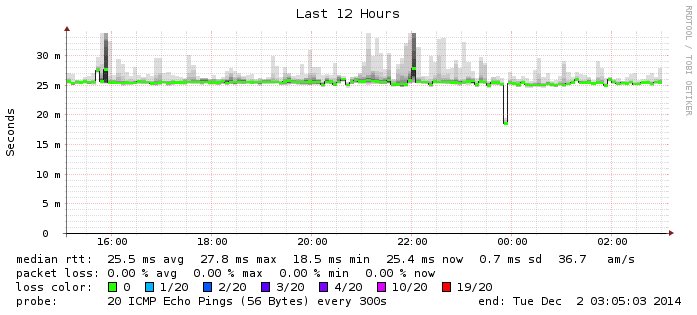 Last 12 Hours
RRDTOOL / TOBI OETIKER
Seconds
30 m
25 m
20 m
15 m
10 m
5 m
0
16:00 18:00 20:00 22:00 00:00 02:00
median rtt: 25.5 ms avg 27.8 ms max 18.5 ms min 25.4 ms now 0.7 ms sd 36.7 am/s
packet loss: 0.00 % avg 0.00 % max 0.00 % min 0.00 % now
loss color: 0 1/20 2/20 3/20 4/20 10/20 19/20
probe: 20 ICMP Echo Pings (56 Bytes) every 300s end: Tue Dec 2 03:05:03 2014